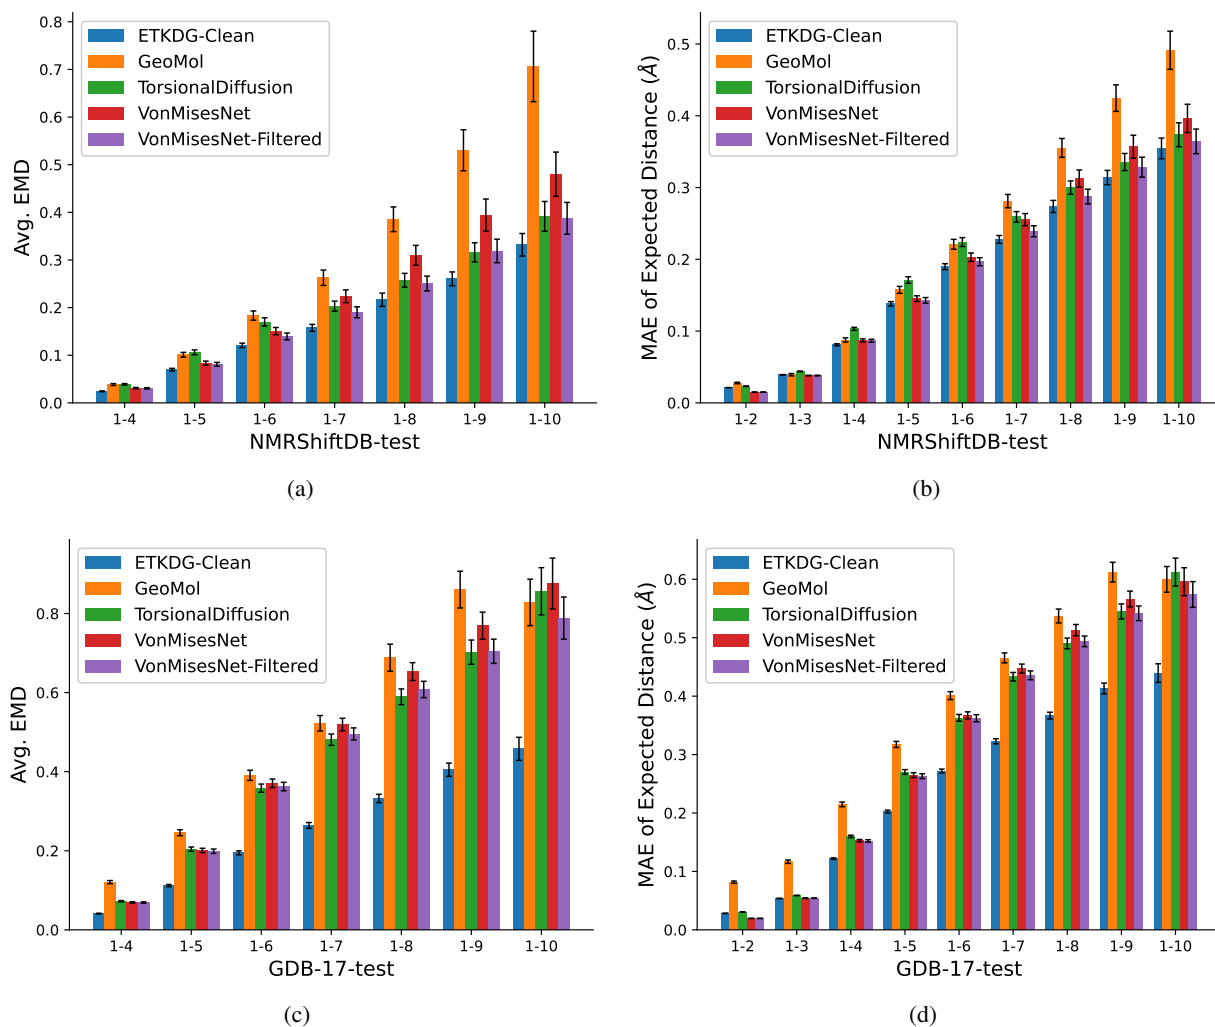 0.8
0.7
0.6
0.5
0.4
0.3
0.2
0.1
0.0
Avg. EMD
ETKDG-Clean
GeoMol
TorsionalDiffusion
VonMisesNet
VonMisesNet-Filtered
1-4 1-5 1-6 1-7 1-8 1-9 1-10
NMRShiftDB-test
(a)
0.5
0.4
0.3
0.2
0.1
0.0
MAE of Expected Distance (Å)
ETKDG-Clean
GeoMol
TorsionalDiffusion
VonMisesNet
VonMisesNet-Filtered
1-2 1-3 1-4 1-5 1-6 1-7 1-8 1-9 1-10
NMRShiftDB-test
(b)
0.8
0.6
0.4
0.2
0.0
Avg. EMD
ETKDG-Clean
GeoMol
TorsionalDiffusion
VonMisesNet
VonMisesNet-Filtered
1-4 1-5 1-6 1-7 1-8 1-9 1-10
GDB-17-test
(c)
0.6
0.5
0.4
0.3
0.2
0.1
0.0
MAE of Expected Distance (Å)
ETKDG-Clean
GeoMol
TorsionalDiffusion
VonMisesNet
VonMisesNet-Filtered
1-2 1-3 1-4 1-5 1-6 1-7 1-8 1-9 1-10
GDB-17-test
(d)